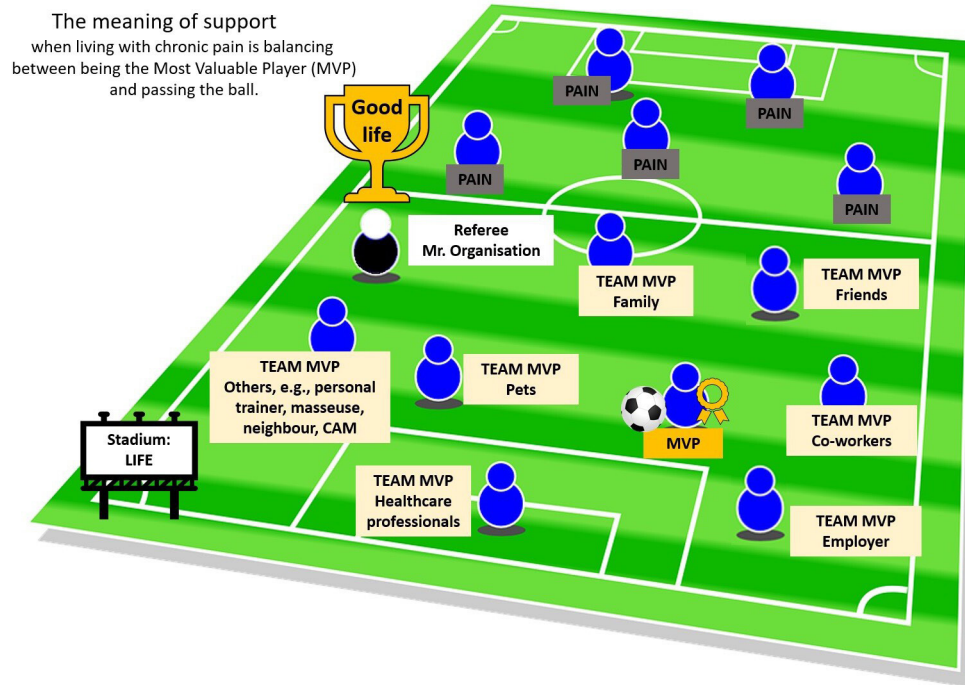 The meaning of support
when living with chronic pain is balancing
between being the Most Valuable Player (MVP)
and passing the ball.
PAIN
PAIN
Good
life
PAIN
PAIN
PAIN
Referee
Mr. Organisation
TEAM MVP
Family
TEAM MVP
Friends
TEAM MVP
Others, e.g., personal
trainer, masseuse,
neighbour, CAM
TEAM MVP
Pets
MVP
TEAM MVP
Co-workers
Stadium:
LIFE
TEAM MVP
Healthcare
professionals
TEAM MVP
Employer